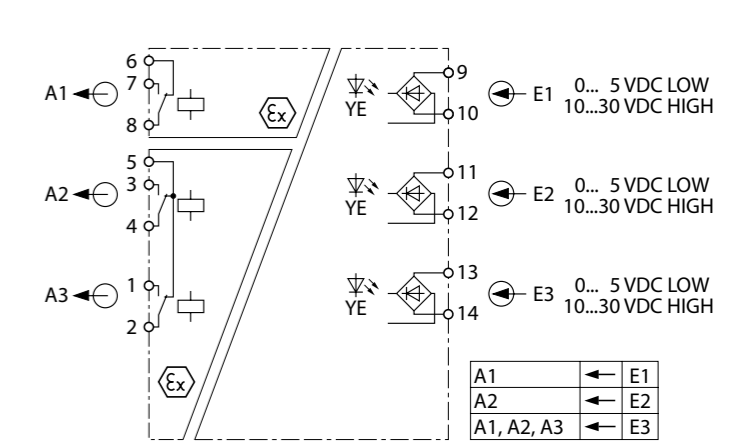 6
7
A1
8
Ɛx
5
3
A2
4
1
A3
2
Ɛx
YE
9
10
E1
0... 5 VDC LOW
10...30 VDC HIGH
YE
11
12
E2
0... 5 VDC LOW
10...30 VDC HIGH
YE
13
14
E3
0... 5 VDC LOW
10...30 VDC HIGH
A1 ← E1
A2 ← E2
A1, A2, A3 ← E3